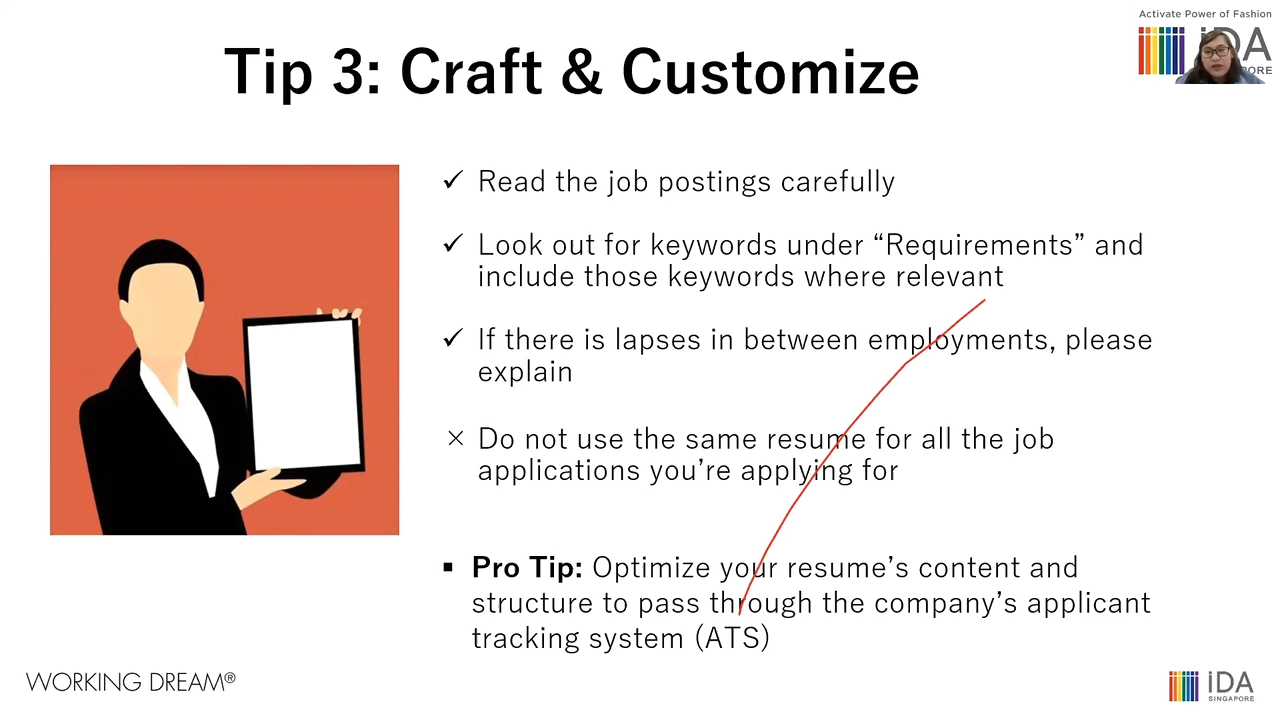 Activate Power of Fashion
Tip 3: Craft & Customize
iDA
✓ Read the job postings carefully
✓ Look out for keywords under “Requirements” and
include those keywords where relevant
✓ If there is lapses in between employments, please
explain
× Do not use the same resume for all the job
applications you’re applying for
▪ Pro Tip: Optimize your resume’s content and
structure to pass through the company’s applicant
tracking system (ATS)
WORKING DREAM®
iDA
SINGAPORE